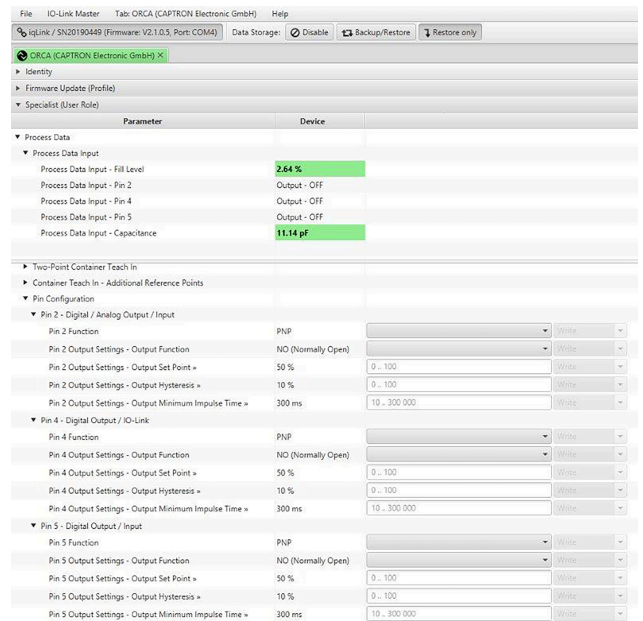 File IO-Link Master Tab: ORCA (CAPTRON Electronic GmbH) Help
iqLink / SN20190449 (Firmware: V2.1.0.5, Port: COM4) Data Storage: Disable Backup/Restore Restore only
ORCA (CAPTRON Electronic GmbH) ×
Identity
Firmware Update (Profile)
Specialist (User Role)
Parameter Device
Process Data
Process Data Input
Process Data Input - Fill Level 2.64 %
Process Data Input - Pin 2 Output - OFF
Process Data Input - Pin 4 Output - OFF
Process Data Input - Pin 5 Output - OFF
Process Data Input - Capacitance 11.14 pF
Two-Point Container Teach In
Container Teach In - Additional Reference Points
Pin Configuration
Pin 2 - Digital / Analog Output / Input
Pin 2 Function PNP Write
Pin 2 Output Settings - Output Function NO (Normally Open) Write
Pin 2 Output Settings - Output Set Point » 50 % 0 .. 100 Write
Pin 2 Output Settings - Output Hysteresis » 10 % 0 .. 100 Write
Pin 2 Output Settings - Output Minimum Impulse Time » 300 ms 10 .. 300 000 Write
Pin 4 - Digital Output / IO-Link
Pin 4 Function PNP Write
Pin 4 Output Settings - Output Function NO (Normally Open) Write
Pin 4 Output Settings - Output Set Point » 50 % 0 .. 100 Write
Pin 4 Output Settings - Output Hysteresis » 10 % 0 .. 100 Write
Pin 4 Output Settings - Output Minimum Impulse Time » 300 ms 10 .. 300 000 Write
Pin 5 - Digital Output / Input
Pin 5 Function PNP Write
Pin 5 Output Settings - Output Function NO (Normally Open) Write
Pin 5 Output Settings - Output Set Point » 50 % 0 .. 100 Write
Pin 5 Output Settings - Output Hysteresis » 10 % 0 .. 100 Write
Pin 5 Output Settings - Output Minimum Impulse Time » 300 ms 10 .. 300 000 Write